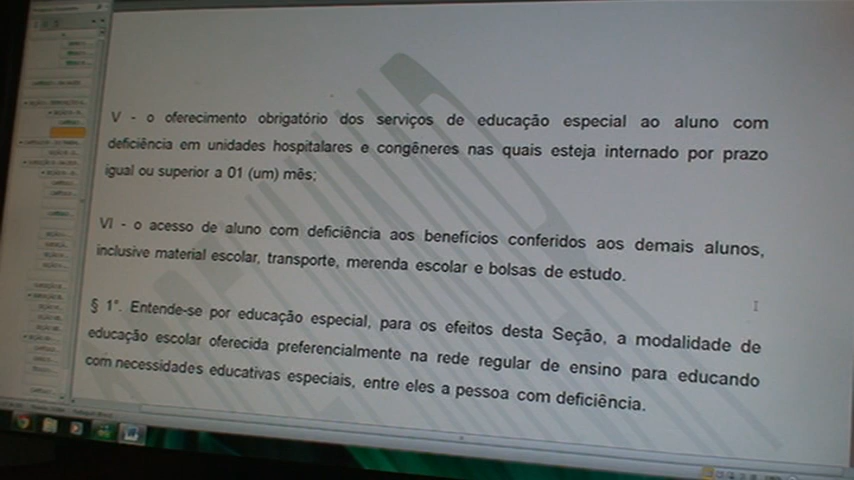 V - o oferecimento obrigatório dos serviços de educação especial ao aluno com
deficiência em unidades hospitalares e congêneres nas quais esteja internado por prazo
igual ou superior a 01 (um) mês;
VI - o acesso de aluno com deficiência aos benefícios conferidos aos demais alunos,
inclusive material escolar, transporte, merenda escolar e bolsas de estudo.
§ 1°. Entende-se por educação especial, para os efeitos desta Seção, a modalidade de
educação escolar oferecida preferencialmente na rede regular de ensino para educando
com necessidades educativas especiais, entre eles a pessoa com deficiência.